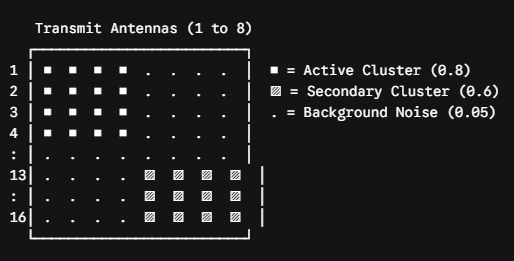 Transmit Antennas (1 to 8)
1 │ ■ ■ ■ ■ . . . . │ ■ = Active Cluster (0.8)
2 │ ■ ■ ■ ■ . . . . │ ▨ = Secondary Cluster (0.6)
3 │ ■ ■ ■ ■ . . . . │ . = Background Noise (0.05)
4 │ ■ ■ ■ ■ . . . . │
: │ . . . . . . . . │
13│ . . . . ▨ ▨ ▨ ▨ │
: │ . . . . ▨ ▨ ▨ ▨ │
16│ . . . . ▨ ▨ ▨ ▨ │